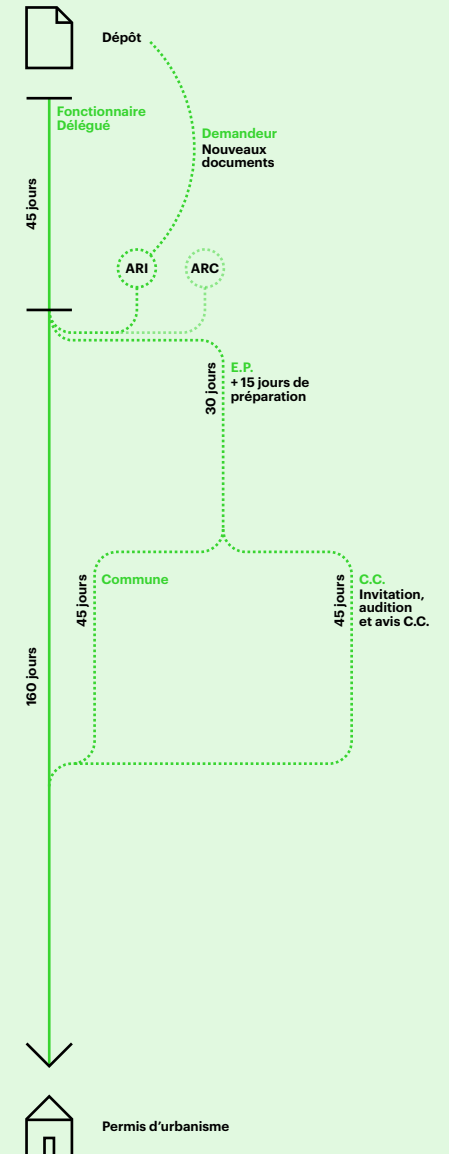 Dépôt
Fonctionnaire
Délégué
Demandeur
Nouveaux
documents
45 jours
ARI
ARC
30 jours
E.P.
+ 15 jours de
préparation
45 jours
Commune
45 jours
C.C.
Invitation,
audition
et avis C.C.
160 jours
Permis d’urbanisme